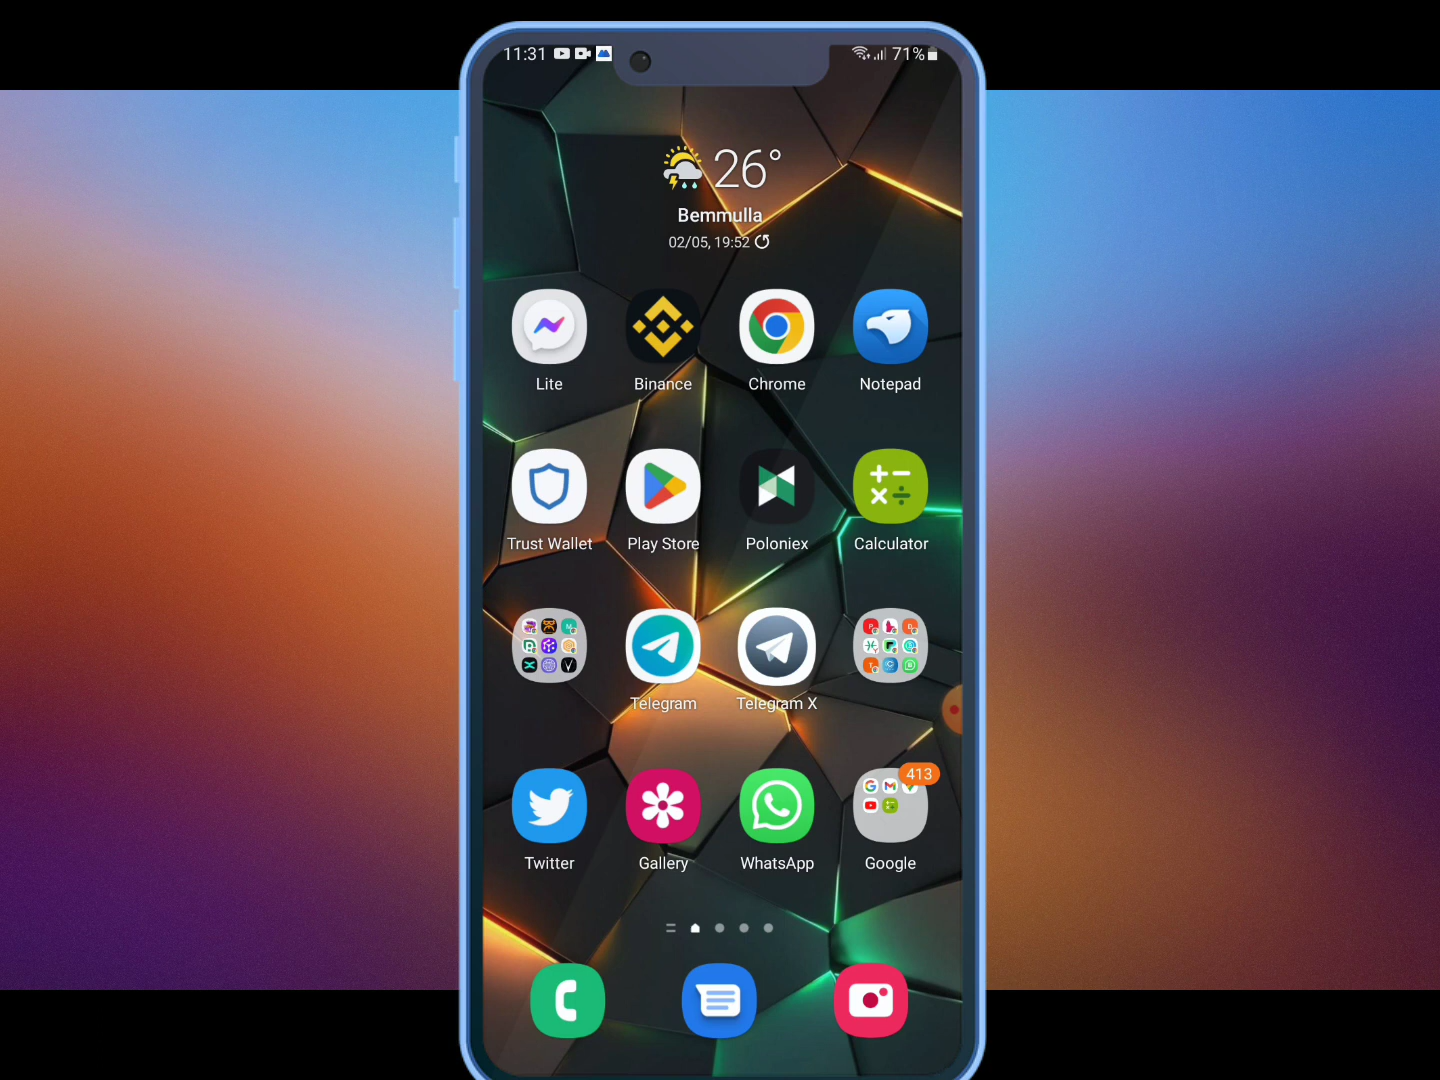 11:31 71%
26°
Bemmulla
02/05, 19:52
Lite Binance Chrome Notepad
Trust Wallet Play Store Poloniex Calculator
Telegram Telegram X
413
Twitter Gallery WhatsApp Google